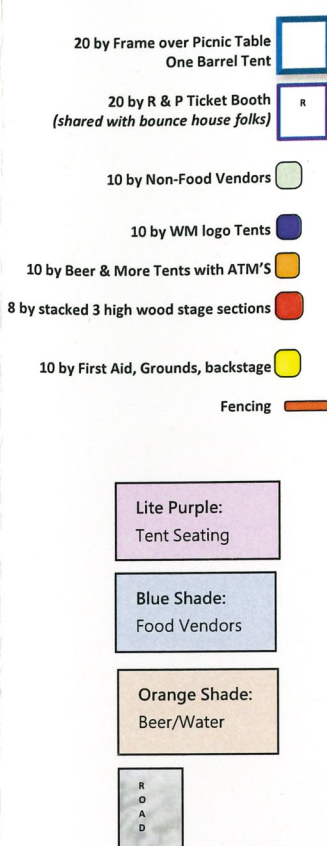 20 by Frame over Picnic Table
One Barrel Tent
20 by R & P Ticket Booth
(shared with bounce house folks)
R
10 by Non-Food Vendors
10 by WM logo Tents
10 by Beer & More Tents with ATM'S
8 by stacked 3 high wood stage sections
10 by First Aid, Grounds, backstage
Fencing
Lite Purple:
Tent Seating
Blue Shade:
Food Vendors
Orange Shade:
Beer/Water
R
O
A
D